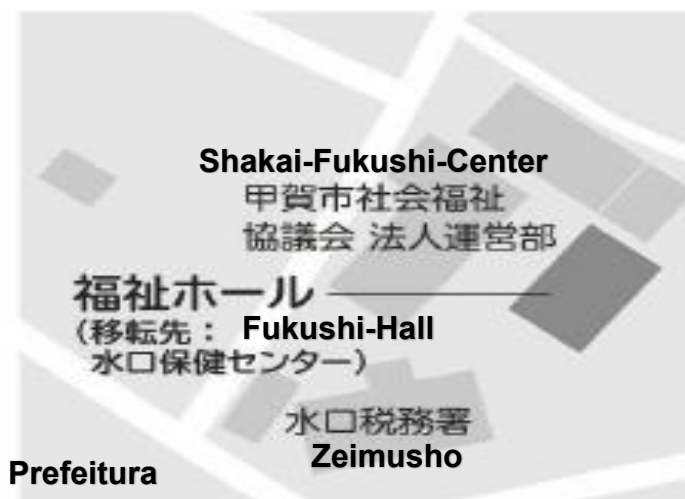 Shakai-Fukushi-Center
甲賀市社会福祉
協議会 法人運営部
福祉ホール
(移転先: Fukushi-Hall
水口保健センター)
水口税務署
Zeimusho
Prefeitura